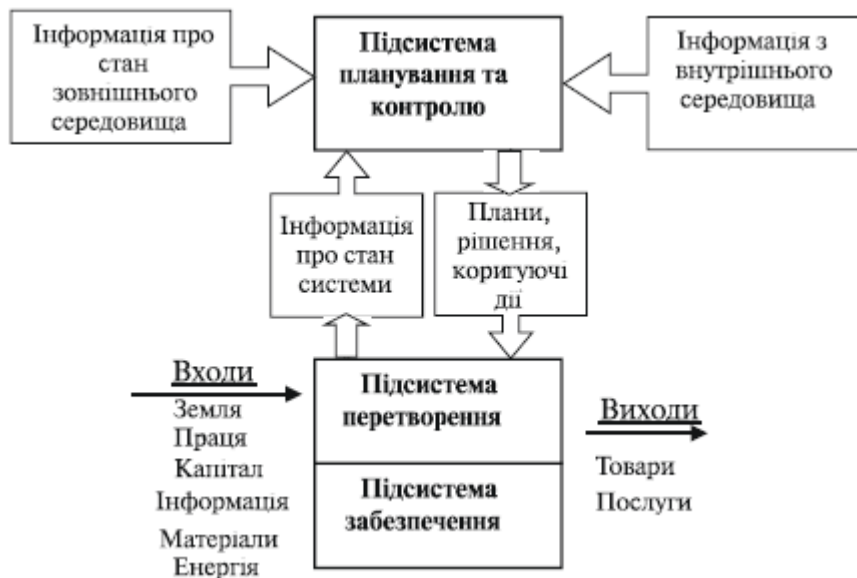 Інформація про
стан
зовнішнього
середовища
Підсистема
планування та
контролю
Інформація з
внутрішнього
середовища
Інформація
про стан
системи
Плани,
рішення,
коригуючі
дії
Входи
Земля
Праця
Капітал
Інформація
Матеріали
Енергія
Підсистема
перетворення
Підсистема
забезпечення
Виходи
Товари
Послуги